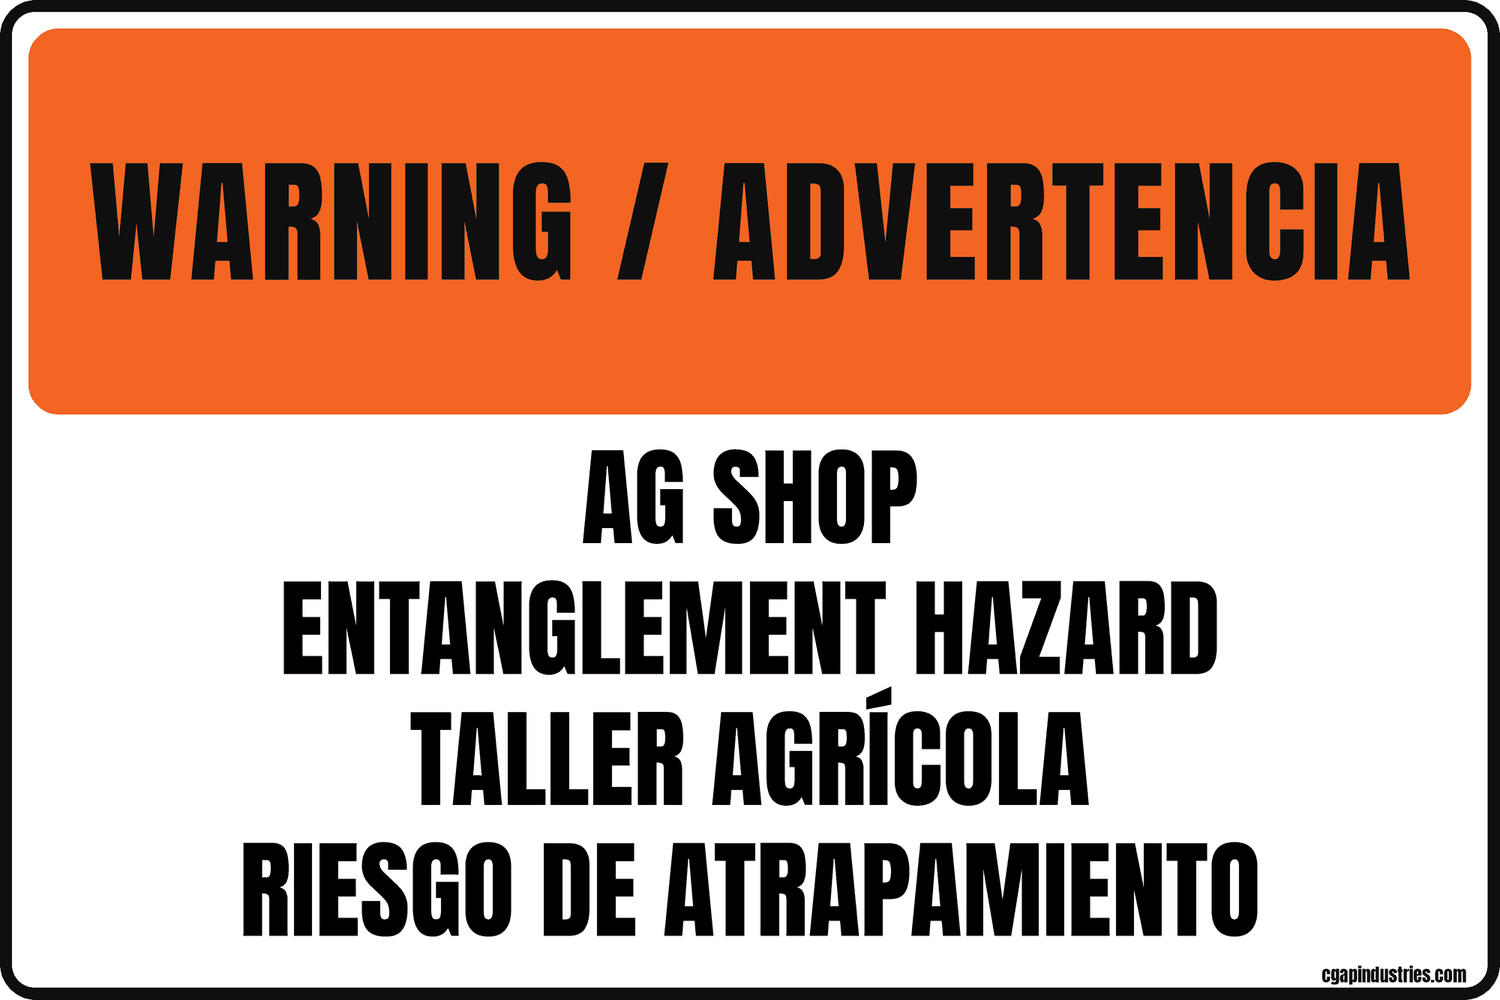 WARNING / ADVERTENCIA
AG SHOP
ENTANGLEMENT HAZARD
TALLER AGRÍCOLA
RIESGO DE ATRAPAMIENTO
cgapindustries.com